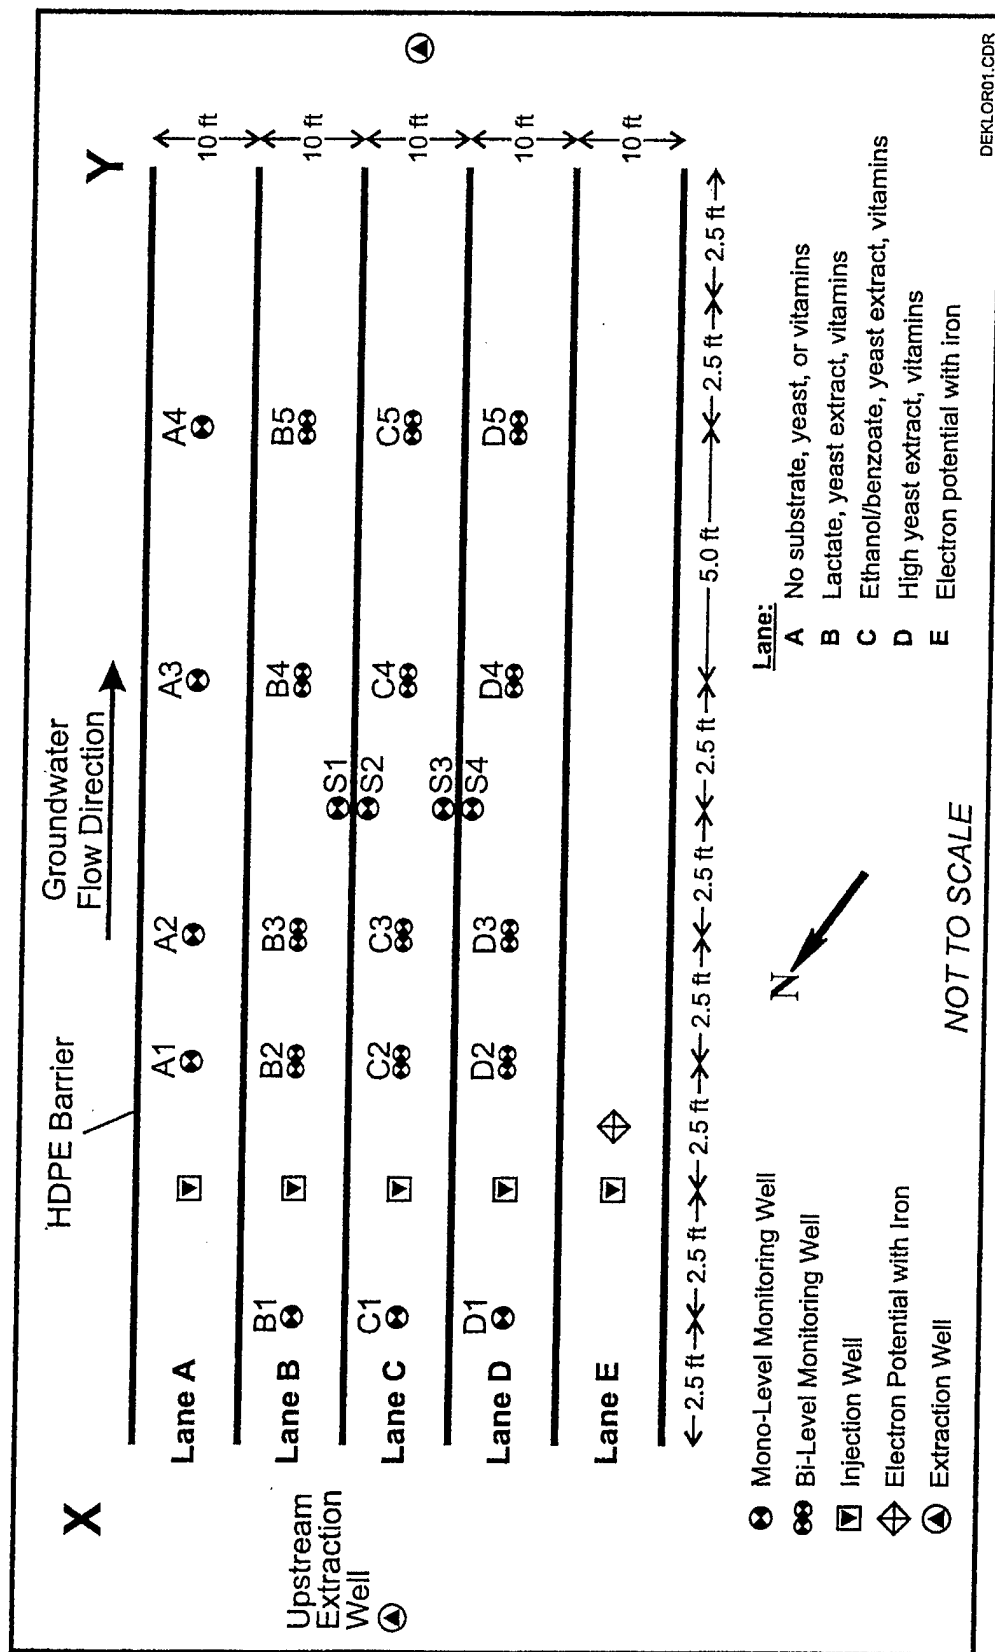 X
Y
HDPE Barrier
Groundwater
Flow Direction
10 ft
10 ft
10 ft
10 ft
10 ft
Lane A
A1
A2
A3
A4
Lane B
B1
B2
B3
B4
B5
S1
S2
Lane C
C1
C2
C3
C4
C5
S3
S4
Lane D
D1
D2
D3
D4
D5
Lane E
Upstream
Extraction
Well
2.5 ft 2.5 ft 2.5 ft 2.5 ft 2.5 ft 2.5 ft 5.0 ft 2.5 ft 2.5 ft
Mono-Level Monitoring Well
Bi-Level Monitoring Well
Injection Well
Electron Potential with Iron
Extraction Well
N
NOT TO SCALE
Lane:
A No substrate, yeast, or vitamins
B Lactate, yeast extract, vitamins
C Ethanol/benzoate, yeast extract, vitamins
D High yeast extract, vitamins
E Electron potential with iron
DEKLOR01.CDR